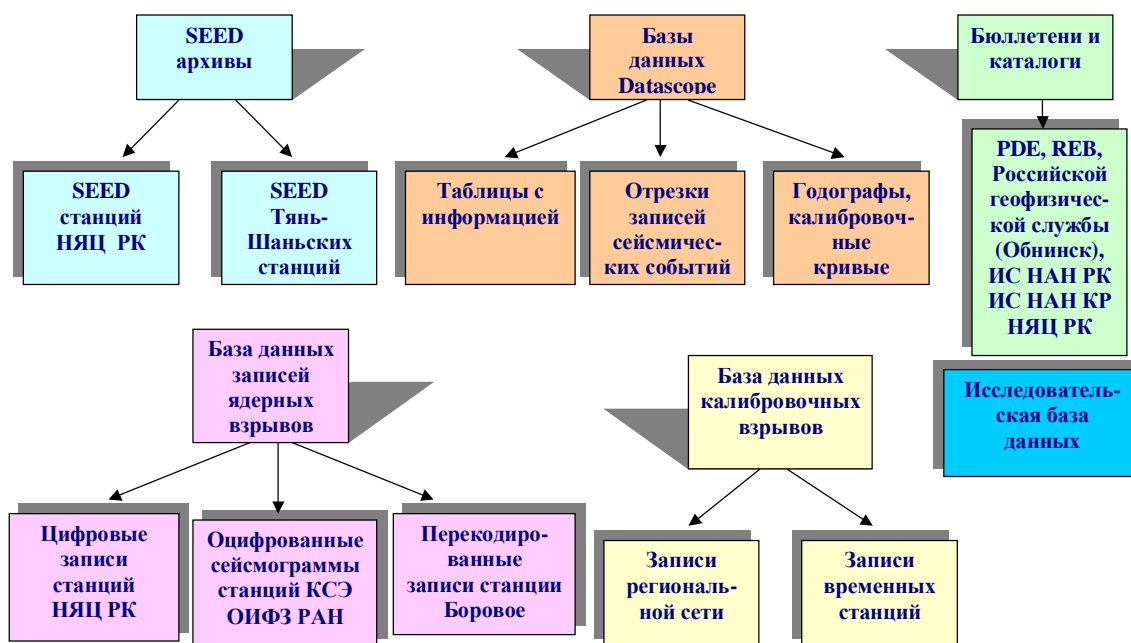 SEED
архивы
Базы
данных
Datascope
Бюллетени и
каталоги
SEED
станций
НЯЦ РК
SEED
Тянь-
Шаньских
станций
Таблицы с
информацией
Отрезки
записей
сейсмичес-
ких событий
Годографы,
калибровоч-
ные
кривые
PDE, REB,
Российской
геофизичес-
кой службы
(Обнинск),
ИС НАН РК
ИС НАН КР
НЯЦ РК
База данных
записей
ядерных
взрывов
База данных
калибровочных
взрывов
Исследователь-
ская база
данных
Цифровые
записи
станций
НЯЦ РК
Оцифрованные
сейсмограммы
станций КСЭ
ОИФЗ РАН
Перекодиро-
ванные
записи станции
Боровое
Записи
региональ-
ной сети
Записи
временных
станций